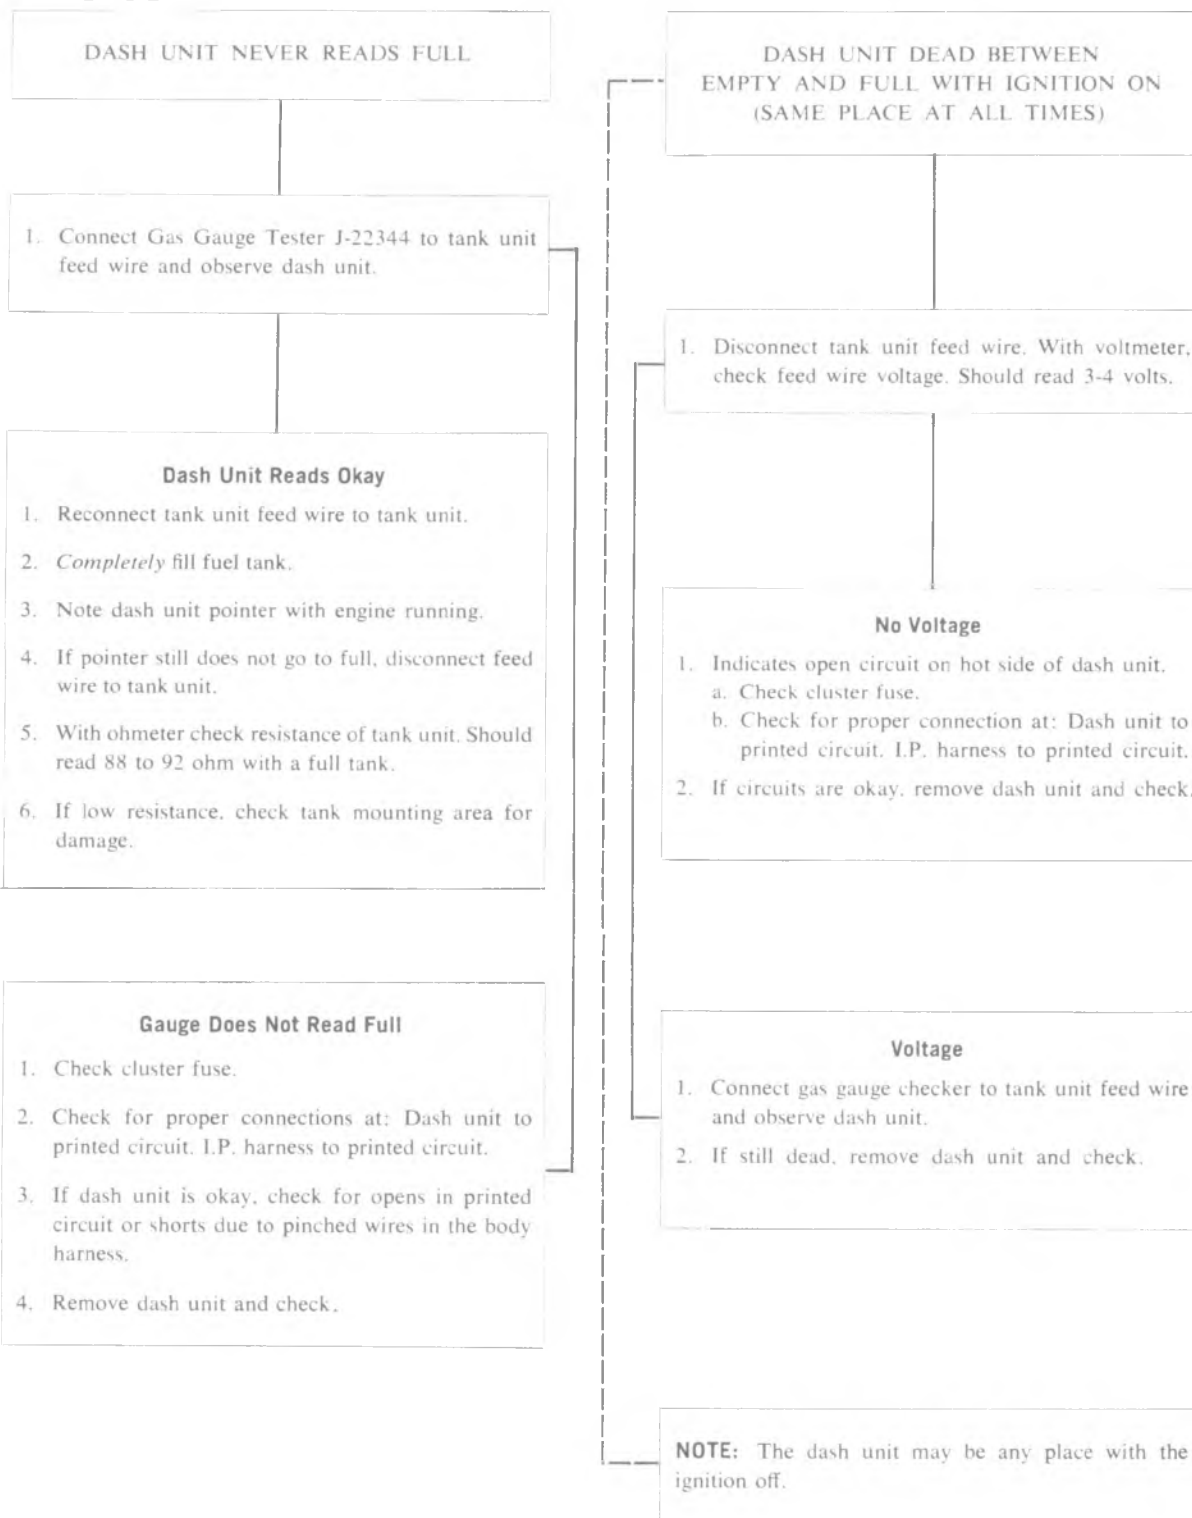 DASH UNIT NEVER READS FULL
1. Connect Gas Gauge Tester J-22344 to tank unit
feed wire and observe dash unit.
Dash Unit Reads Okay
1. Reconnect tank unit feed wire to tank unit.
2. Completely fill fuel tank.
3. Note dash unit pointer with engine running.
4. If pointer still does not go to full, disconnect feed
wire to tank unit.
5. With ohmeter check resistance of tank unit. Should
read 88 to 92 ohm with a full tank.
6. If low resistance, check tank mounting area for
damage.
Gauge Does Not Read Full
1. Check cluster fuse.
2. Check for proper connections at: Dash unit to
printed circuit. I.P. harness to printed circuit.
3. If dash unit is okay, check for opens in printed
circuit or shorts due to pinched wires in the body
harness.
4. Remove dash unit and check.
DASH UNIT DEAD BETWEEN
EMPTY AND FULL WITH IGNITION ON
(SAME PLACE AT ALL TIMES)
1. Disconnect tank unit feed wire. With voltmeter,
check feed wire voltage. Should read 3-4 volts.
No Voltage
1. Indicates open circuit on hot side of dash unit.
a. Check cluster fuse.
b. Check for proper connection at: Dash unit to
printed circuit. I.P. harness to printed circuit.
2. If circuits are okay, remove dash unit and check.
Voltage
1. Connect gas gauge checker to tank unit feed wire
and observe dash unit.
2. If still dead, remove dash unit and check.
NOTE: The dash unit may be any place with the
ignition off.